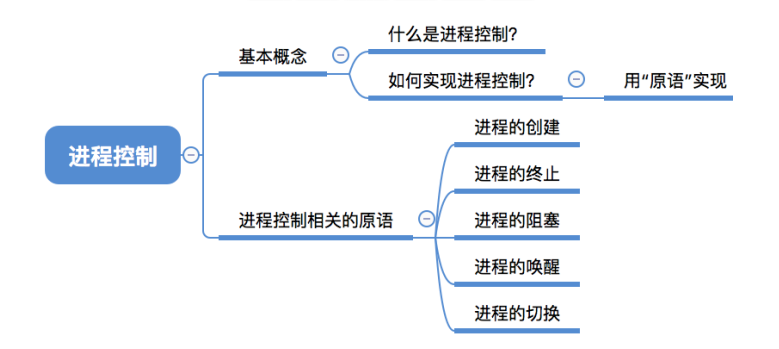 进程控制
基本概念
什么是进程控制?
如何实现进程控制?
用“原语”实现
进程控制相关的原语
进程的创建
进程的终止
进程的阻塞
进程的唤醒
进程的切换